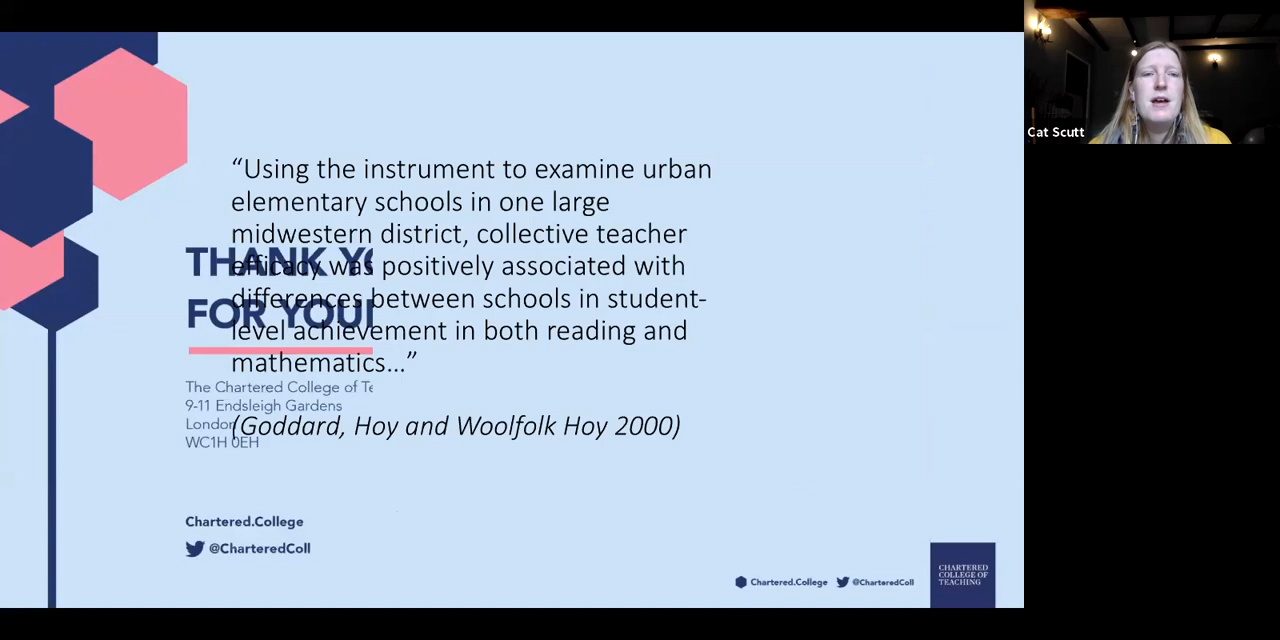 “Using the instrument to examine urban
elementary schools in one large
midwestern district, collective teacher
efficacy was positively associated with
differences between schools in student-
level achievement in both reading and
mathematics...”
(Goddard, Hoy and Woolfolk Hoy 2000)
THANK YO
FOR YOU
The Chartered College of Te
9-11 Endsleigh Gardens
London
WC1H 0EH
Chartered.College
@CharteredColl
Chartered.College @CharteredColl
CHARTERED
COLLEGE OF
TEACHING
Cat Scutt